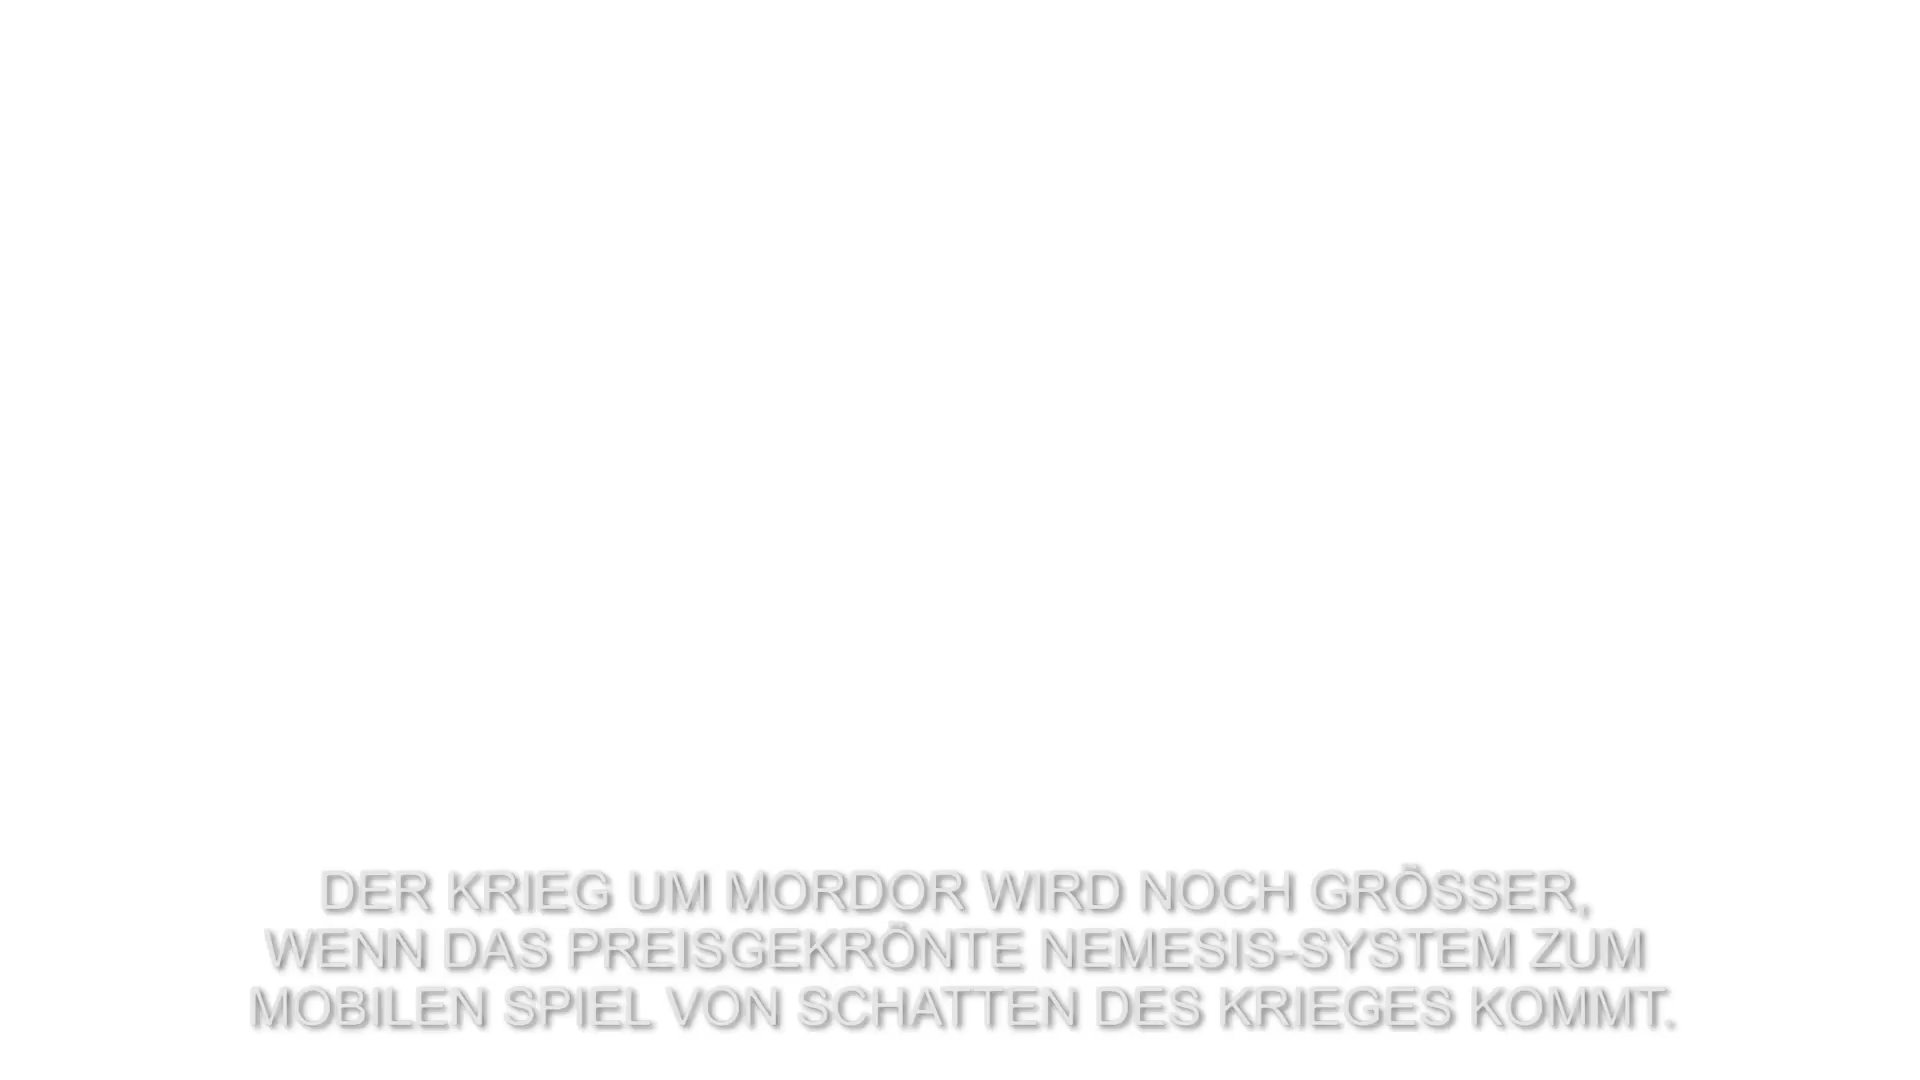 DER KRIEG UM MORDOR WIRD NOCH GRÖSSER,
WENN DAS PREISGEKRÖNTE NEMESIS-SYSTEM ZUM
MOBILEN SPIEL VON SCHATTEN DES KRIEGES KOMMT.